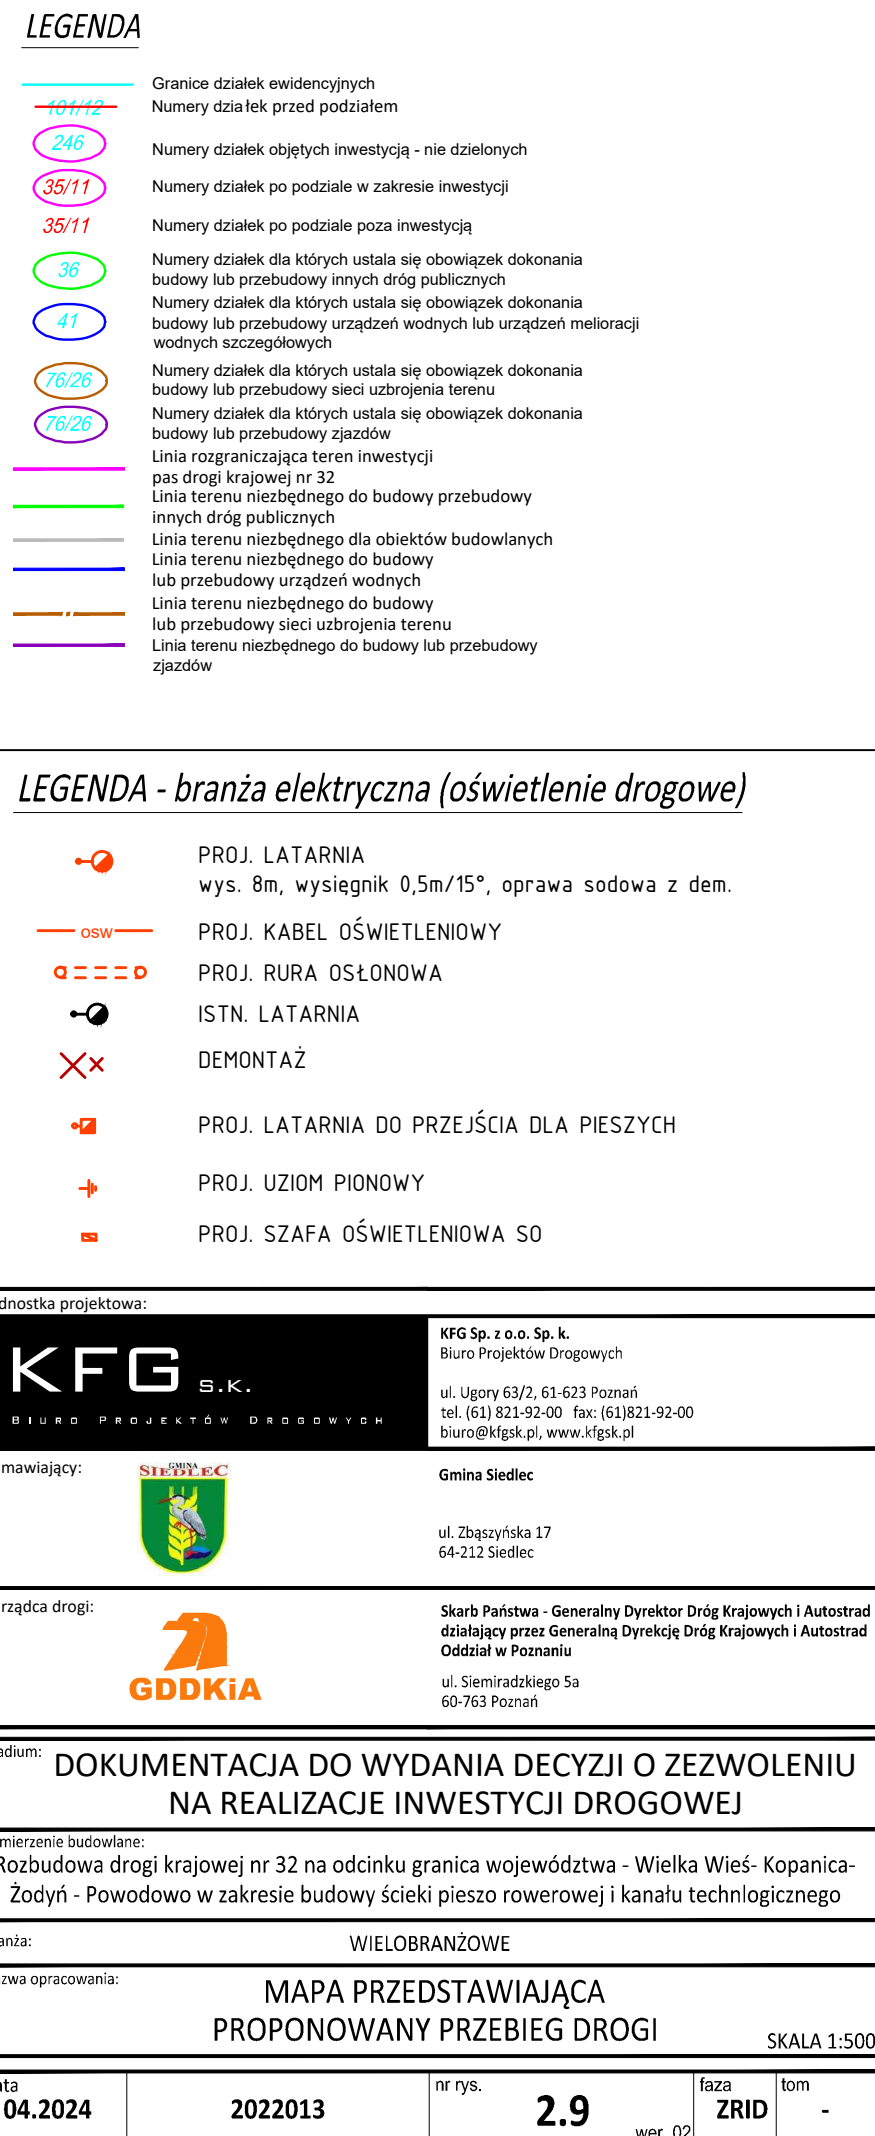 LEGENDA
Granice działek ewidencyjnych
101/12 Numery działek przed podziałem
246 Numery działek objętych inwestycją - nie dzielonych
35/11 Numery działek po podziale w zakresie inwestycji
35/11 Numery działek po podziale poza inwestycją
36 Numery działek dla których ustala się obowiązek dokonania
budowy lub przebudowy innych dróg publicznych
41 Numery działek dla których ustala się obowiązek dokonania
budowy lub przebudowy urządzeń wodnych lub urządzeń melioracji
wodnych szczegółowych
76/26 Numery działek dla których ustala się obowiązek dokonania
budowy lub przebudowy sieci uzbrojenia terenu
76/26 Numery działek dla których ustala się obowiązek dokonania
budowy lub przebudowy zjazdów
Linia rozgraniczająca teren inwestycji
pas drogi krajowej nr 32
Linia terenu niezbędnego do budowy przebudowy
innych dróg publicznych
Linia terenu niezbędnego dla obiektów budowlanych
Linia terenu niezbędnego do budowy
lub przebudowy urządzeń wodnych
Linia terenu niezbędnego do budowy
lub przebudowy sieci uzbrojenia terenu
Linia terenu niezbędnego do budowy lub przebudowy
zjazdów
LEGENDA - branża elektryczna (oświetlenie drogowe)
PROJ. LATARNIA
wys. 8m, wysięgnik 0,5m/15°, oprawa sodowa z dem.
OSW PROJ. KABEL OŚWIETLENIOWY
PROJ. RURA OSŁONOWA
ISTN. LATARNIA
DEMONTAŻ
PROJ. LATARNIA DO PRZEJŚCIA DLA PIESZYCH
PROJ. UZIOM PIONOWY
PROJ. SZAFA OŚWIETLENIOWA SO
dnostka projektowa:
KFG S.K.
BIURO PROJEKTÓW DROGOWYCH
KFG Sp. z o.o. Sp. k.
Biuro Projektów Drogowych
ul. Ugory 63/2, 61-623 Poznań
tel. (61) 821-92-00 fax: (61)821-92-00
biuro@kfgsk.pl, www.kfgsk.pl
mawiający:
GMINA
SIEDLEC
Gmina Siedlec
ul. Zbąszyńska 17
64-212 Siedlec
rządca drogi:
GDDKiA
Skarb Państwa - Generalny Dyrektor Dróg Krajowych i Autostrad
działający przez Generalną Dyrekcję Dróg Krajowych i Autostrad
Oddział w Poznaniu
ul. Siemiradzkiego 5a
60-763 Poznań
adium:
DOKUMENTACJA DO WYDANIA DECYZJI O ZEZWOLENIU
NA REALIZACJE INWESTYCJI DROGOWEJ
mierzenie budowlane:
Rozbudowa drogi krajowej nr 32 na odcinku granica województwa - Wielka Wieś- Kopanica-
Żodyń - Powodowo w zakresie budowy ścieki pieszo rowerowej i kanału technlogicznego
anża:
WIELOBRANŻOWE
zwa opracowania:
MAPA PRZEDSTAWIAJĄCA
PROPONOWANY PRZEBIEG DROGI
SKALA 1:500
ata nr rys. faza tom
04.2024 2022013 2.9 ZRID -
wer. 02